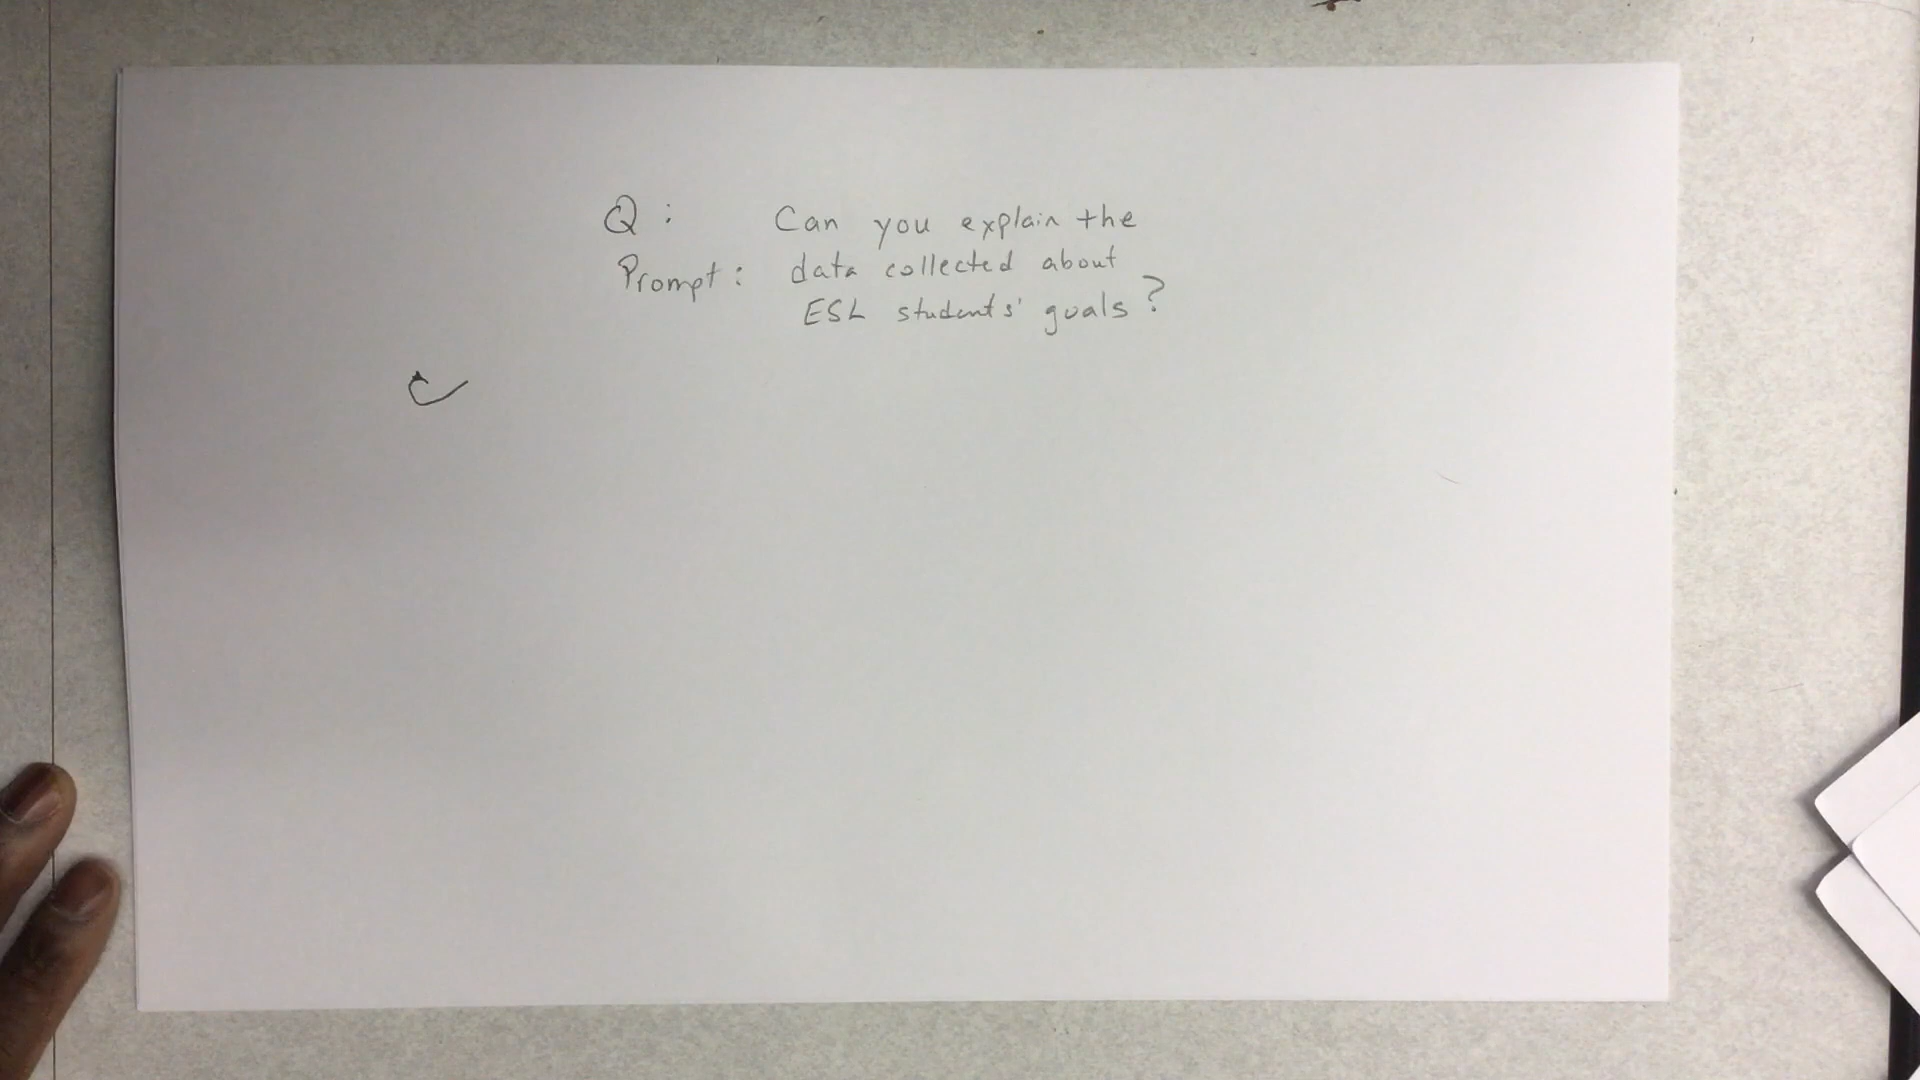 Q: Can you explain the
Prompt: data collected about
ESL students' goals?